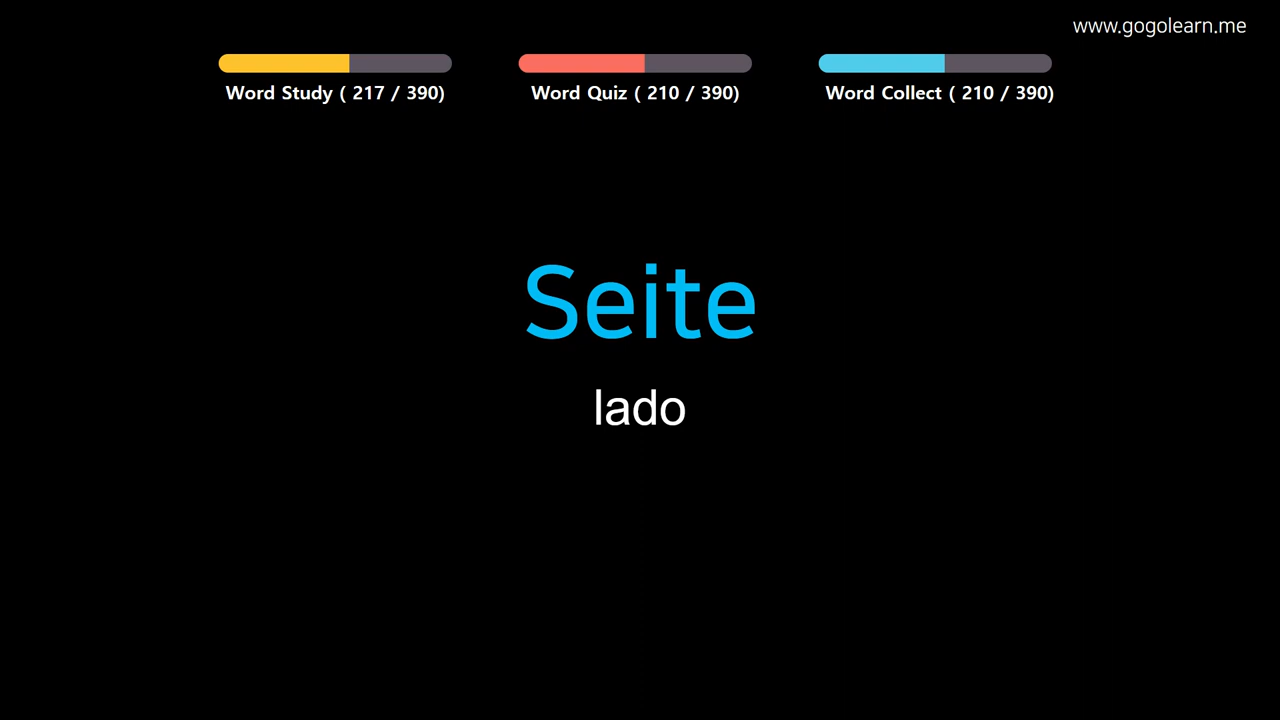 www.gogolearn.me
Word Study ( 217 / 390)
Word Quiz ( 210 / 390)
Word Collect ( 210 / 390)
Seite
lado